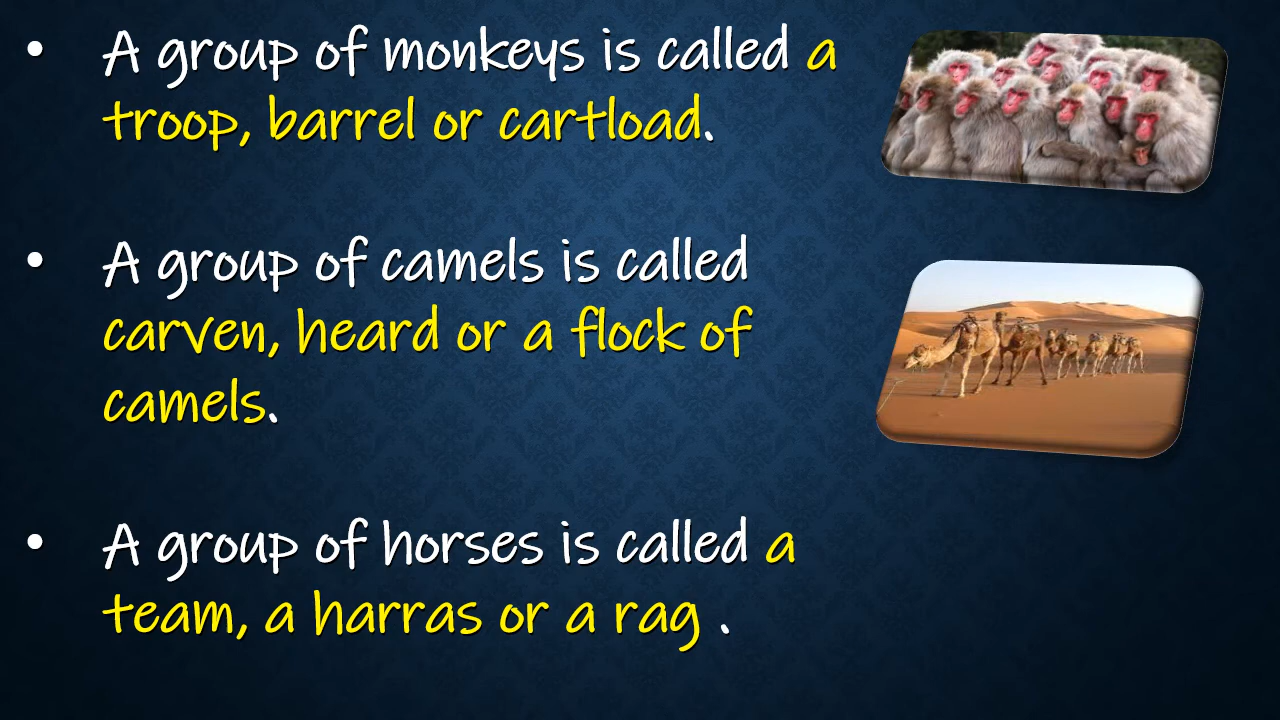 • A group of monkeys is called a
troop, barrel or cartload.
• A group of camels is called
carven, heard or a flock of
camels.
• A group of horses is called a
team, a harras or a rag .